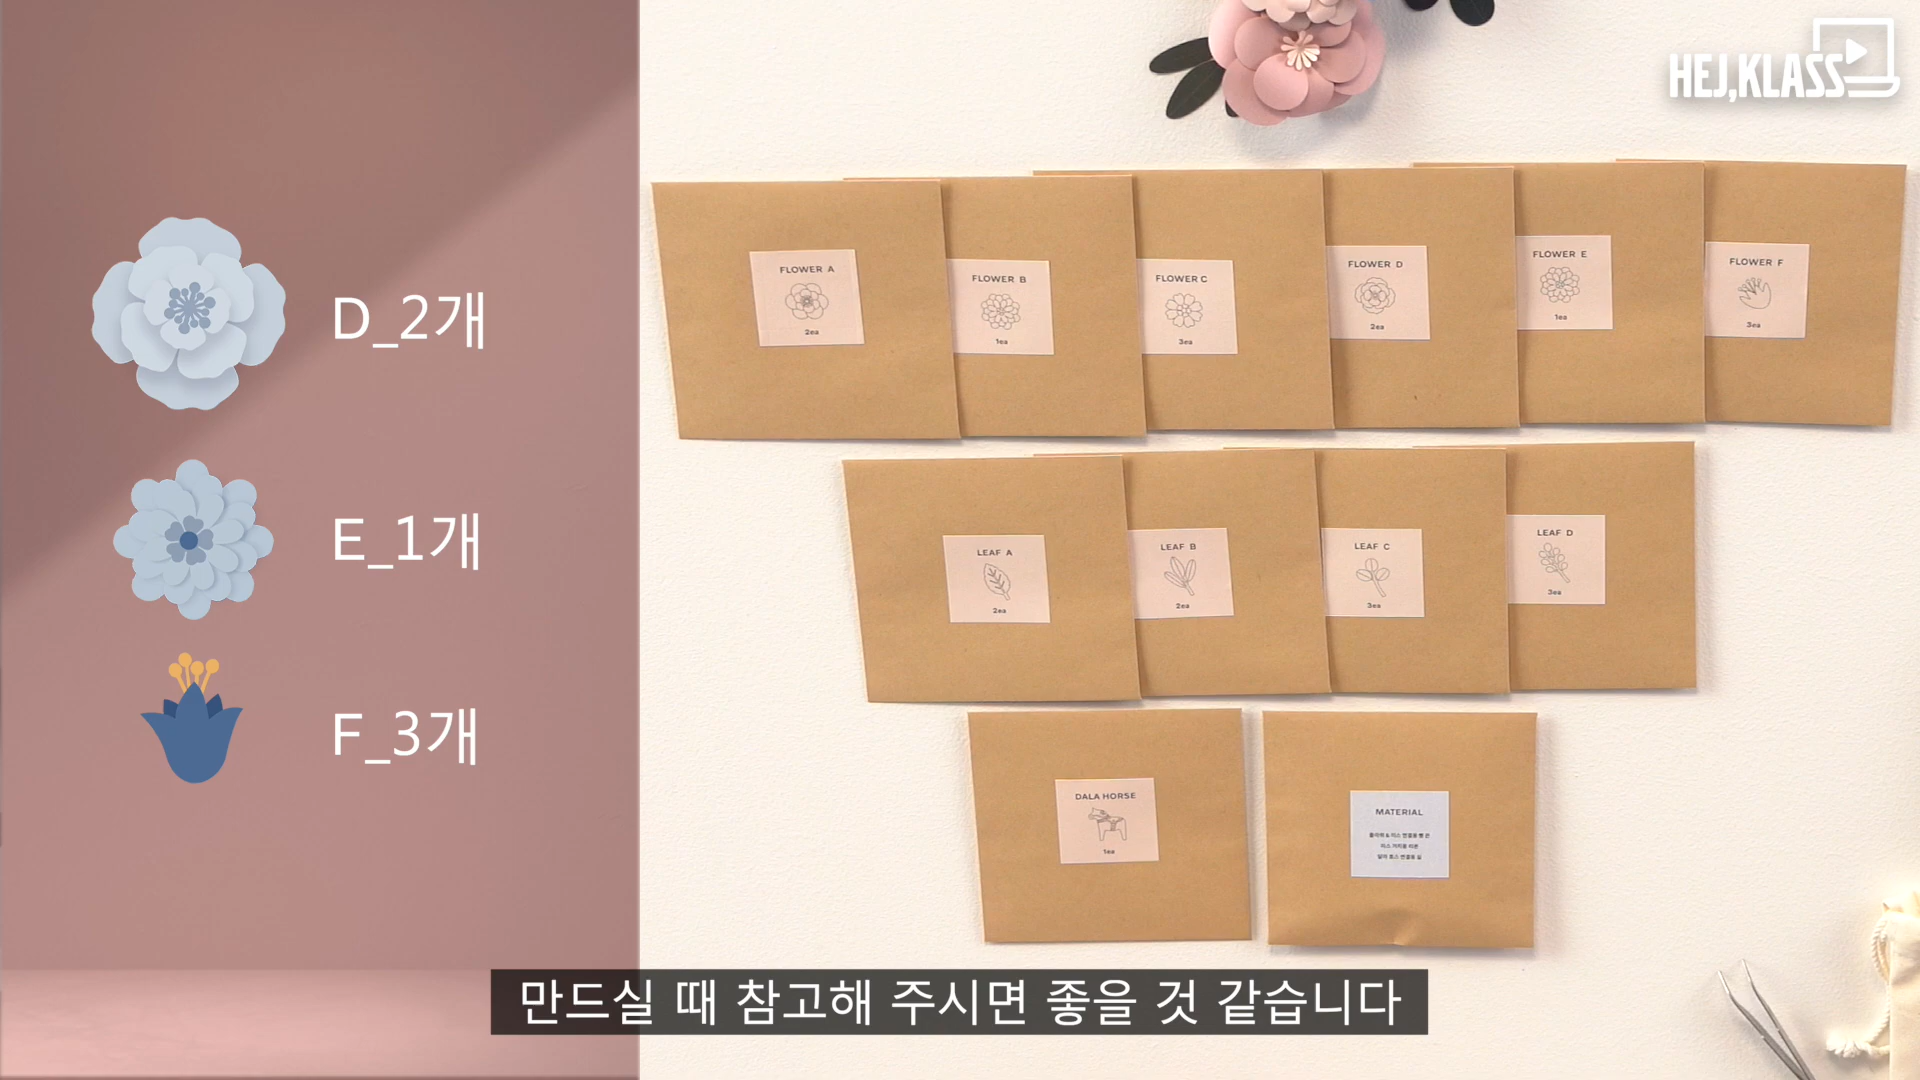 HEJ,KLASS
D_2개
E_1개
F_3개
FLOWER A
2ea
FLOWER B
1ea
FLOWER C
3ea
FLOWER D
2ea
FLOWER E
1ea
FLOWER F
3ea
LEAF A
2ea
LEAF B
2ea
LEAF C
3ea
LEAF D
3ea
DALA HORSE
1ea
MATERIAL
만드실 때 참고해 주시면 좋을 것 같습니다